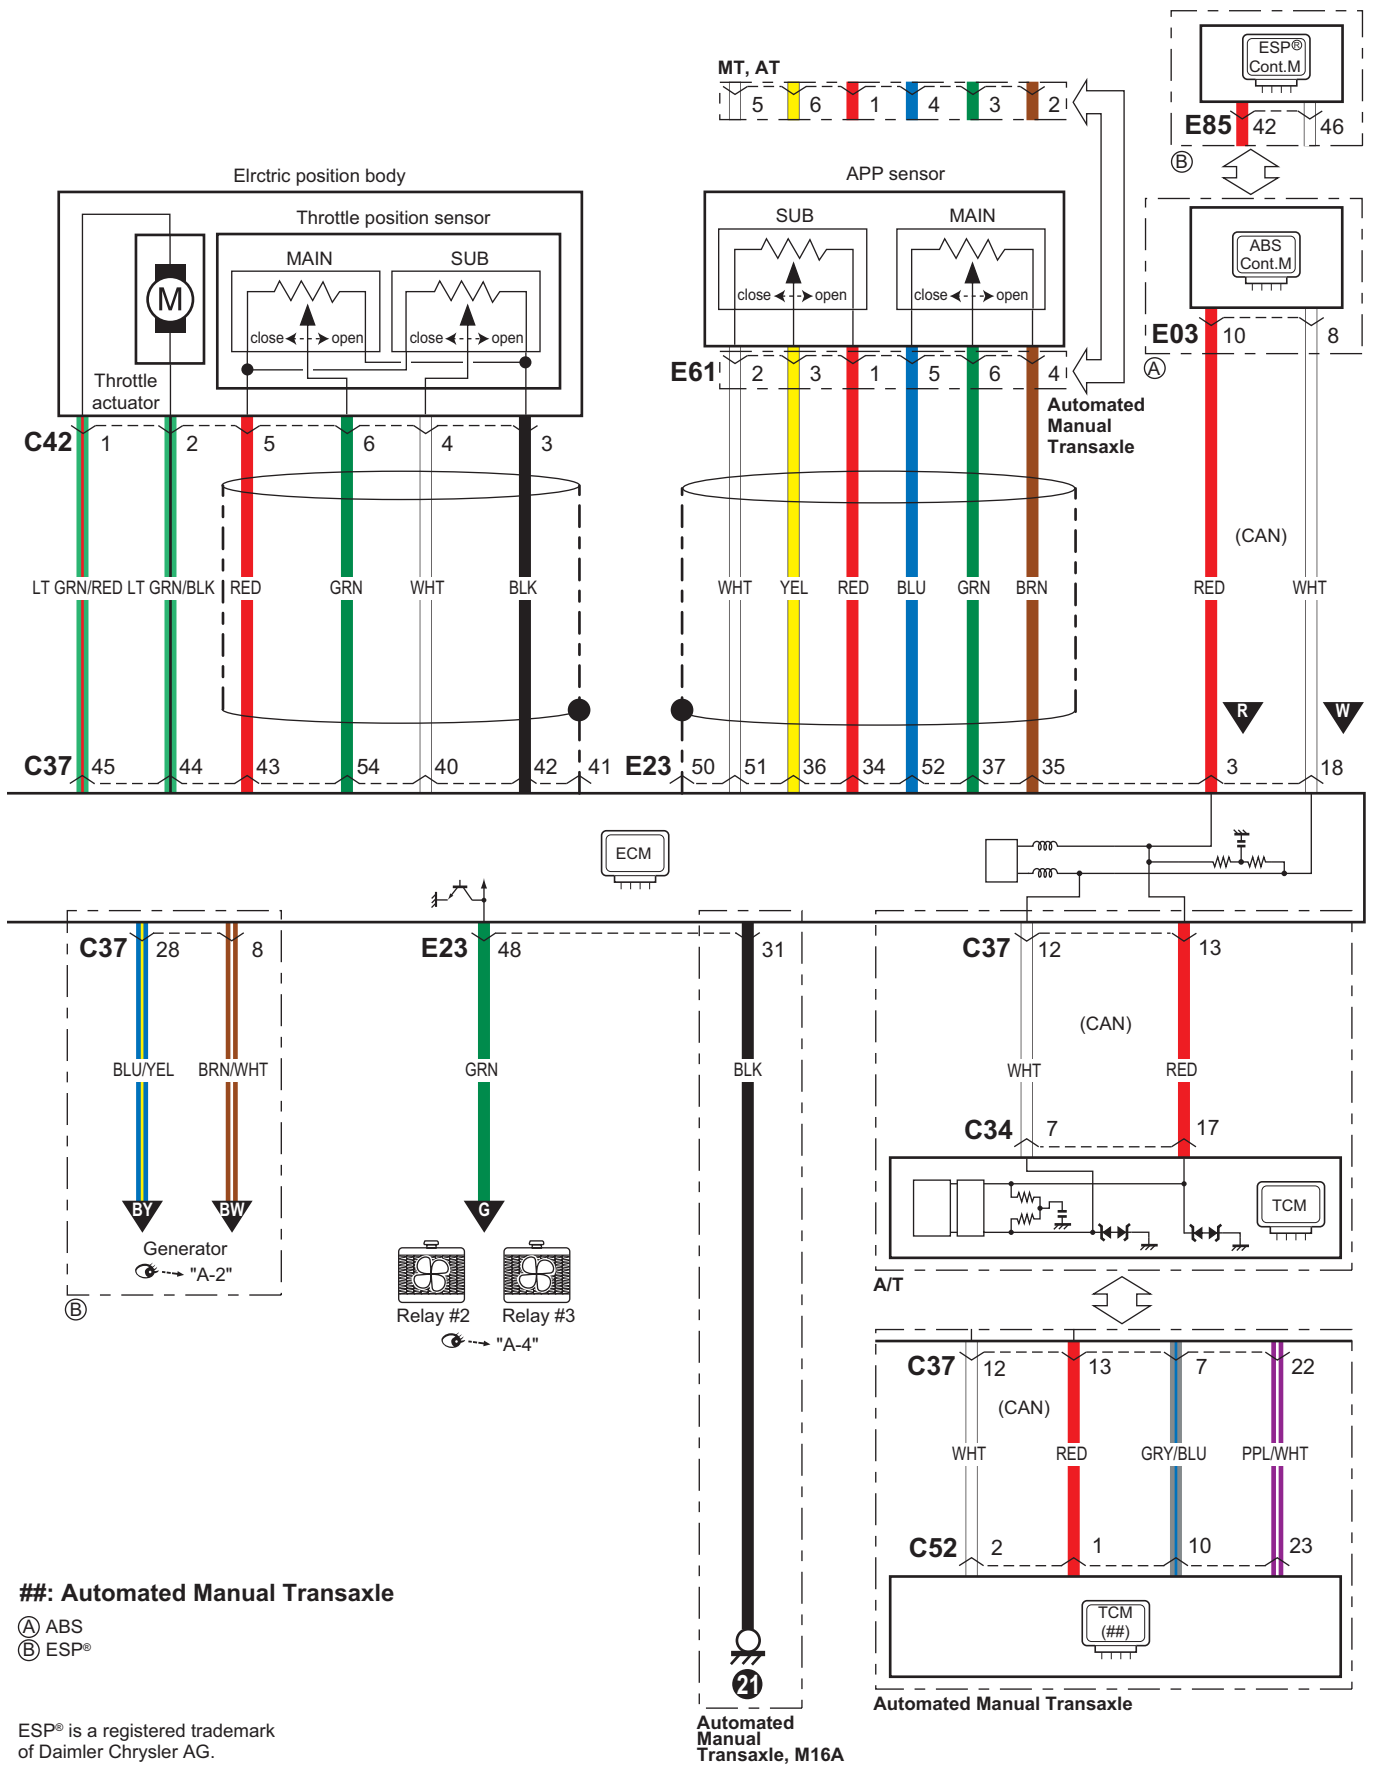 ESP®
Cont.M
MT, AT
5 6 1 4 3 2
E85 42 46
B
Elrctric position body
APP sensor
Throttle position sensor
SUB MAIN
MAIN SUB
ABS
Cont.M
M
close open close open
close open close open
E03 10 8
A
Throttle
actuator
E61 2 3 1 5 6 4
Automated
Manual
Transaxle
C42 1 2 5 6 4 3
(CAN)
LT GRN/RED LT GRN/BLK RED GRN WHT BLK WHT YEL RED BLU GRN BRN RED WHT
R W
C37 45 44 43 54 40 42 41 E23 50 51 36 34 52 37 35 3 18
ECM
C37 28 8 E23 48 31 C37 12 13
(CAN)
BLU/YEL BRN/WHT GRN BLK WHT RED
C34 7 17
BY BW G TCM
Generator
"A-2"
A/T
B
Relay #2 Relay #3
"A-4"
C37 12 13 7 22
(CAN)
WHT RED GRY/BLU PPL/WHT
C52 2 1 10 23
##: Automated Manual Transaxle
TCM
(##)
A ABS
B ESP®
21
Automated Manual Transaxle
ESP® is a registered trademark
of Daimler Chrysler AG.
Automated
Manual
Transaxle, M16A